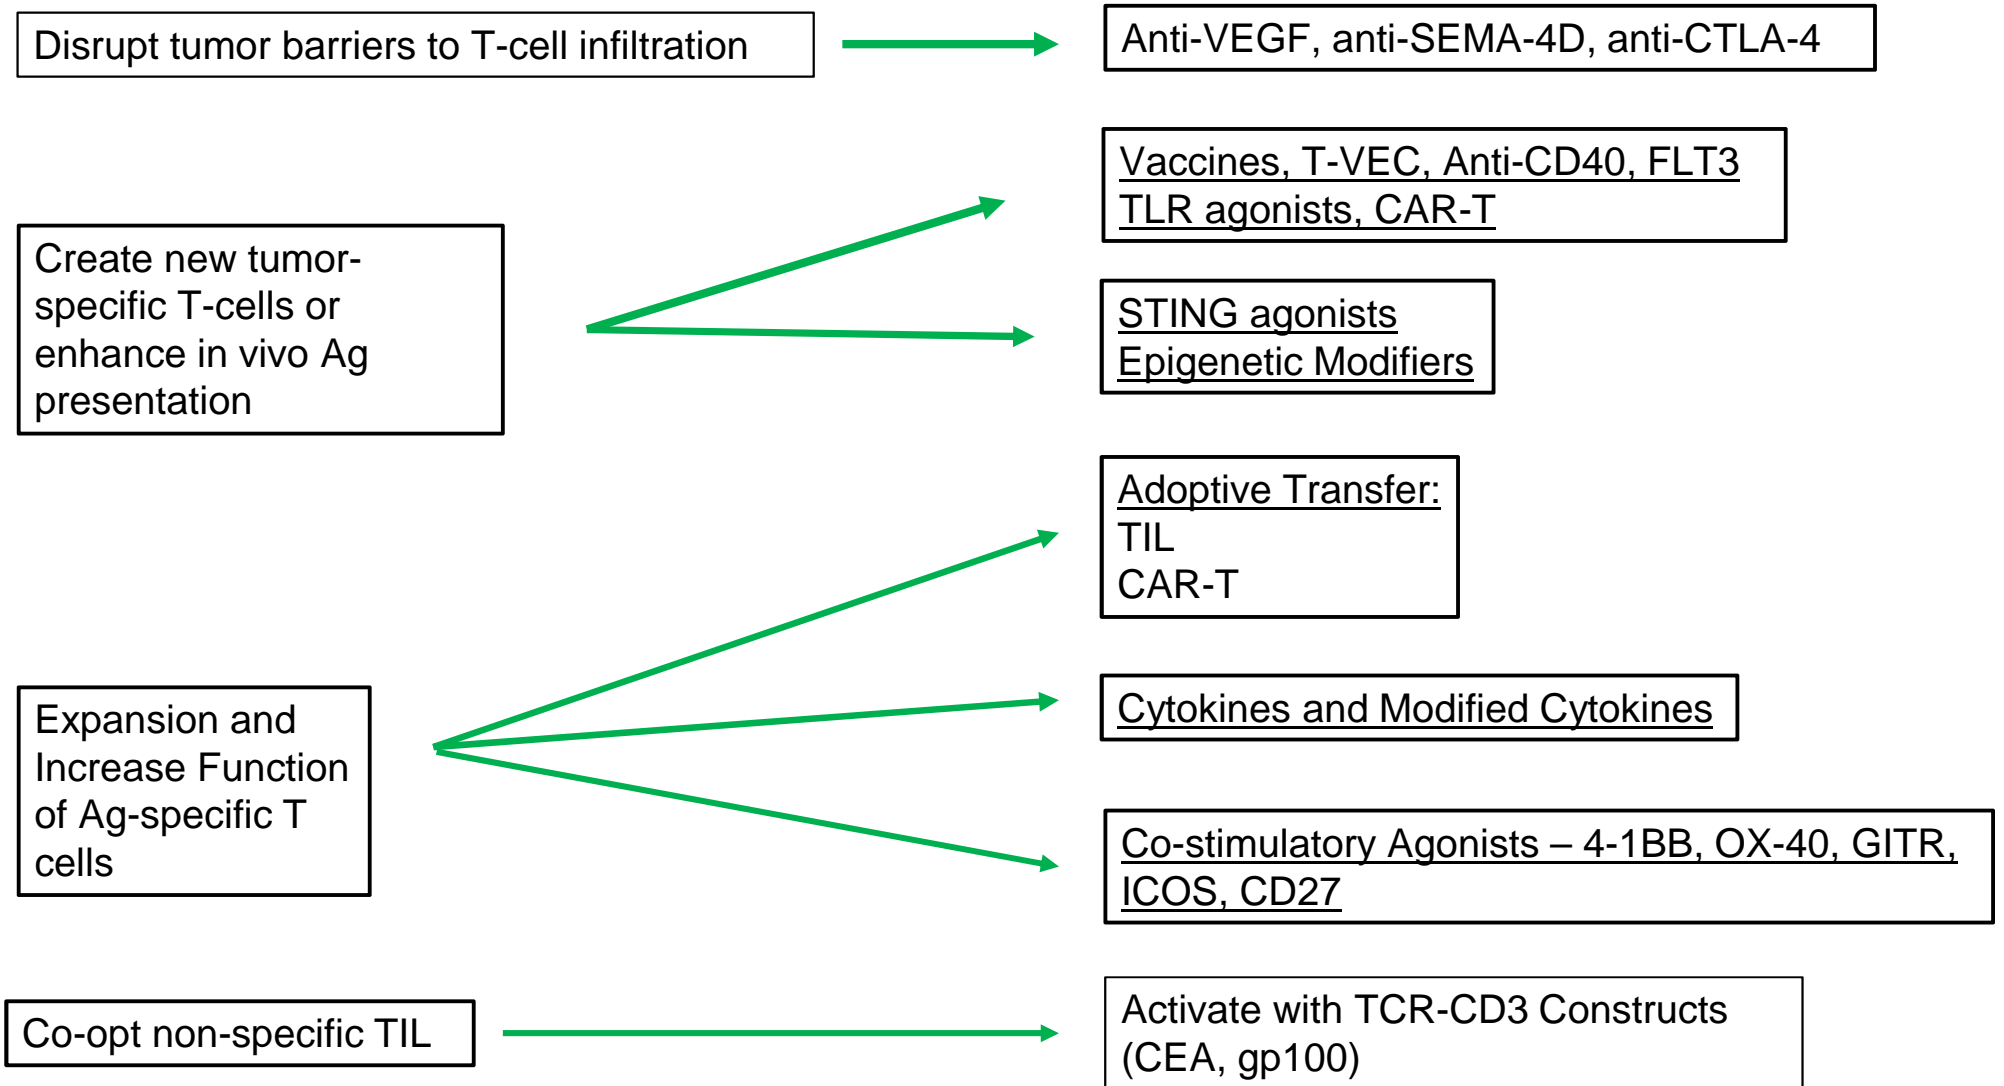 Disrupt tumor barriers to T-cell infiltration
Anti-VEGF, anti-SEMA-4D, anti-CTLA-4
Create new tumor-
specific T-cells or
enhance in vivo Ag
presentation
Vaccines, T-VEC, Anti-CD40, FLT3
TLR agonists, CAR-T
STING agonists
Epigenetic Modifiers
Expansion and
Increase Function
of Ag-specific T
cells
Adoptive Transfer:
TIL
CAR-T
Cytokines and Modified Cytokines
Co-stimulatory Agonists – 4-1BB, OX-40, GITR,
ICOS, CD27
Co-opt non-specific TIL
Activate with TCR-CD3 Constructs
(CEA, gp100)